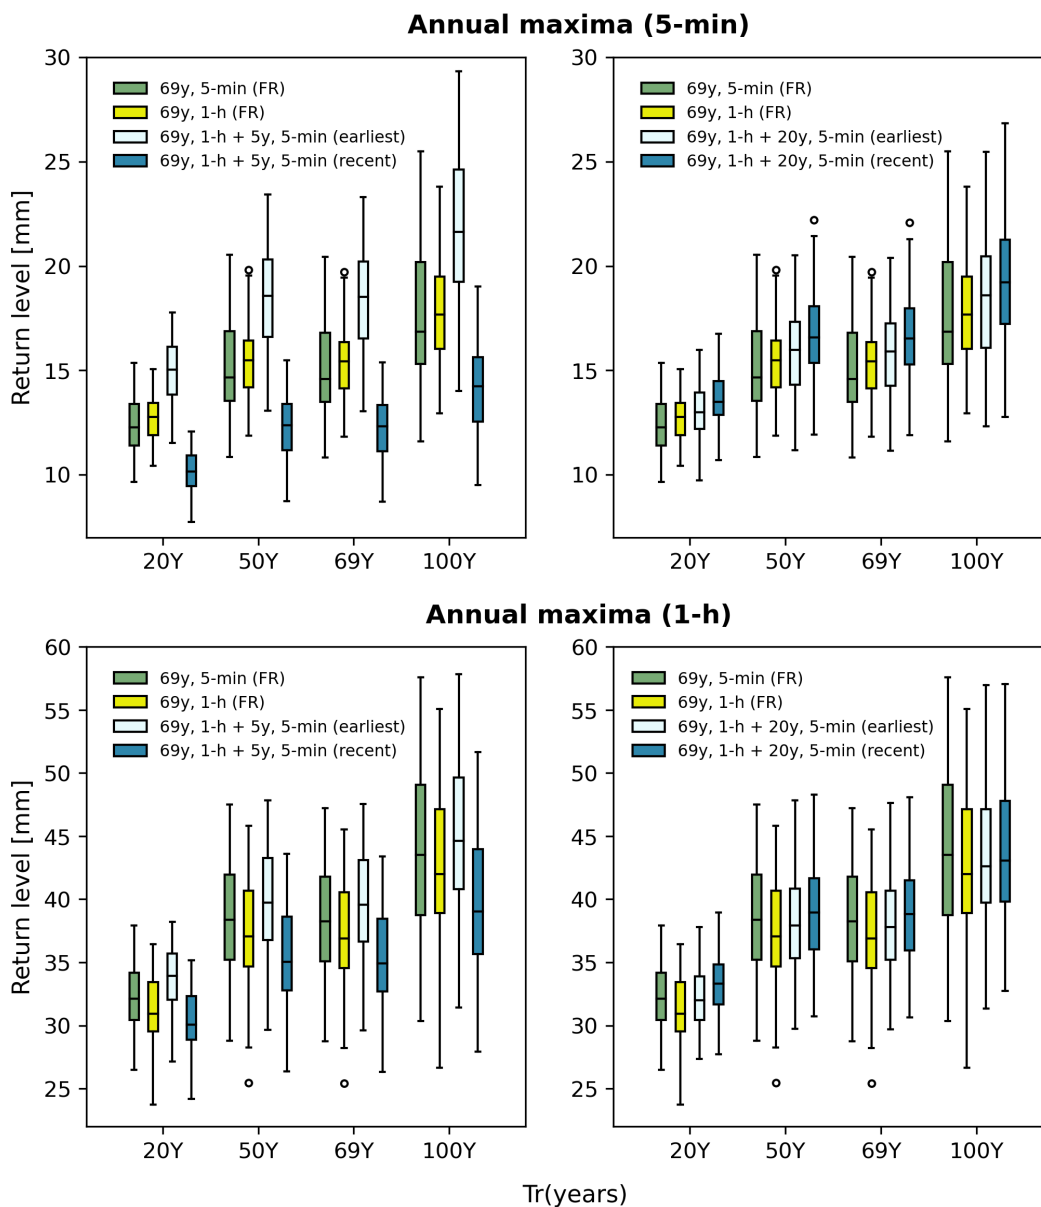 Annual maxima (5-min)
Return level [mm]
30
25
20
15
10
69y, 5-min (FR)
69y, 1-h (FR)
69y, 1-h + 5y, 5-min (earliest)
69y, 1-h + 5y, 5-min (recent)
20Y 50Y 69Y 100Y
30
25
20
15
10
69y, 5-min (FR)
69y, 1-h (FR)
69y, 1-h + 20y, 5-min (earliest)
69y, 1-h + 20y, 5-min (recent)
20Y 50Y 69Y 100Y
Annual maxima (1-h)
Return level [mm]
60
55
50
45
40
35
30
25
69y, 5-min (FR)
69y, 1-h (FR)
69y, 1-h + 5y, 5-min (earliest)
69y, 1-h + 5y, 5-min (recent)
20Y 50Y 69Y 100Y
60
55
50
45
40
35
30
25
69y, 5-min (FR)
69y, 1-h (FR)
69y, 1-h + 20y, 5-min (earliest)
69y, 1-h + 20y, 5-min (recent)
20Y 50Y 69Y 100Y
Tr(years)